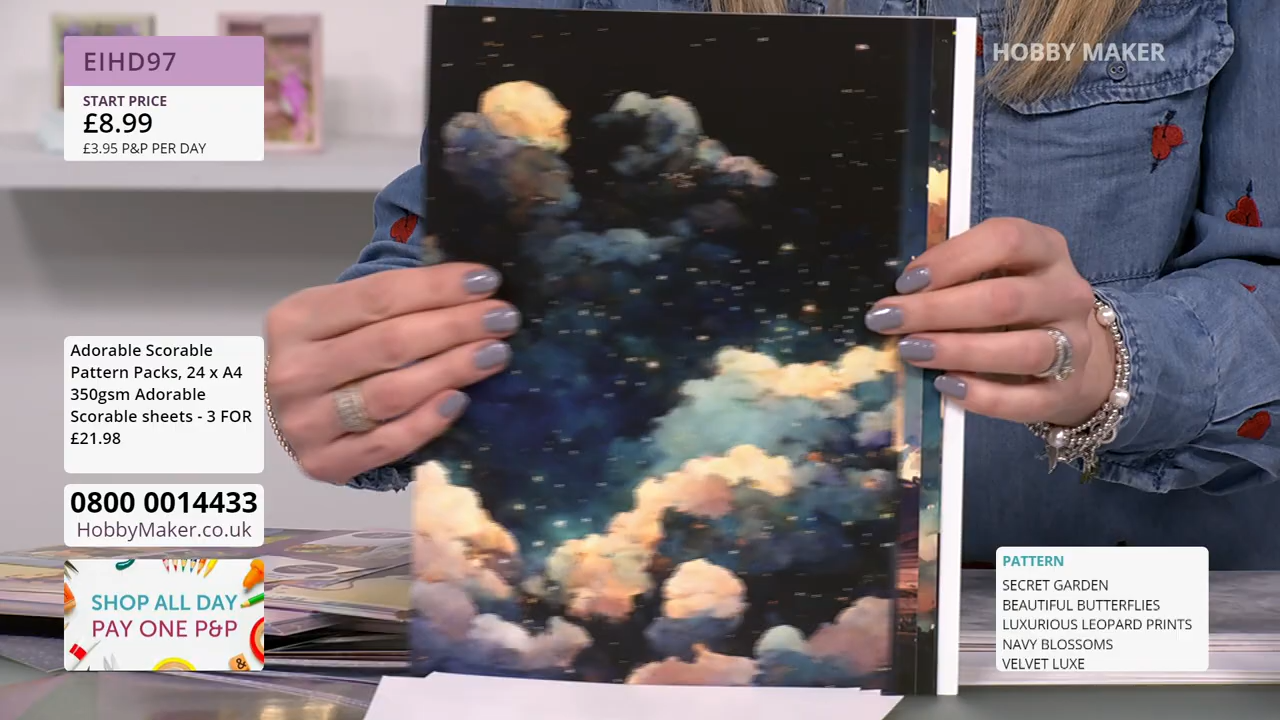 EIHD97
START PRICE
£8.99
£3.95 P&P PER DAY
HOBBY MAKER
Adorable Scorable
Pattern Packs, 24 x A4
350gsm Adorable
Scorable sheets - 3 FOR
£21.98
0800 0014433
HobbyMaker.co.uk
SHOP ALL DAY
PAY ONE P&P
&
PATTERN
SECRET GARDEN
BEAUTIFUL BUTTERFLIES
LUXURIOUS LEOPARD PRINTS
NAVY BLOSSOMS
VELVET LUXE